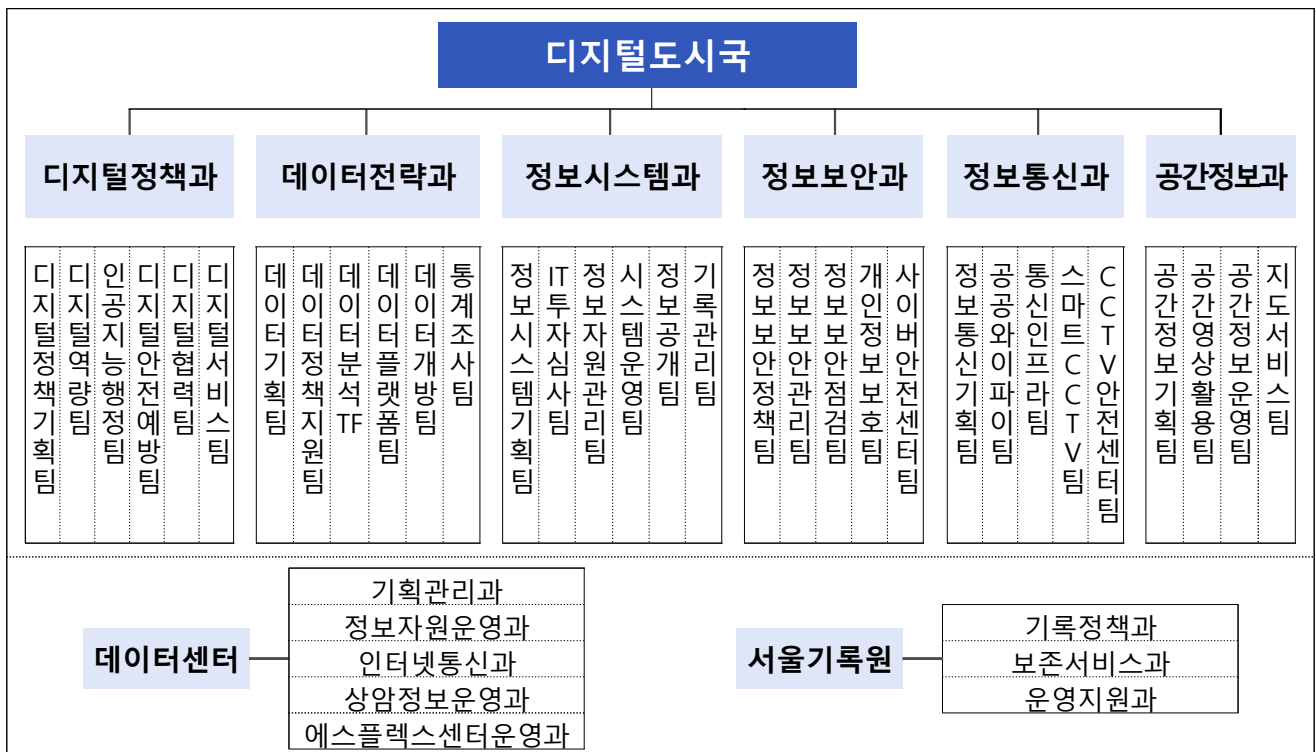 디지털도시국
디지털정책과
데이터전략과
정보시스템과
정보보안과
정보통신과
공간정보과
디지털정책기획팀
디지털역량팀
인공지능행정팀
디지털안전예방팀
디지털협력팀
디지털서비스팀
데이터기획팀
데이터정책지원팀
데이터분석TF
데이터플랫폼팀
데이터개방팀
통계조사팀
정보시스템기획팀
IT투자심사팀
정보자원관리팀
시스템운영팀
정보공개팀
기록관리팀
정보보안정책팀
정보보안관리팀
정보보안점검팀
개인정보보호팀
사이버안전센터팀
정보통신기획팀
공공와이파이팀
통신인프라팀
스마트CCTV팀
CCTV안전센터팀
공간정보기획팀
공간영상활용팀
공간정보운영팀
지도서비스팀
데이터센터
기획관리과
정보자원운영과
인터넷통신과
상암정보운영과
에스플렉스센터운영과
서울기록원
기록정책과
보존서비스과
운영지원과